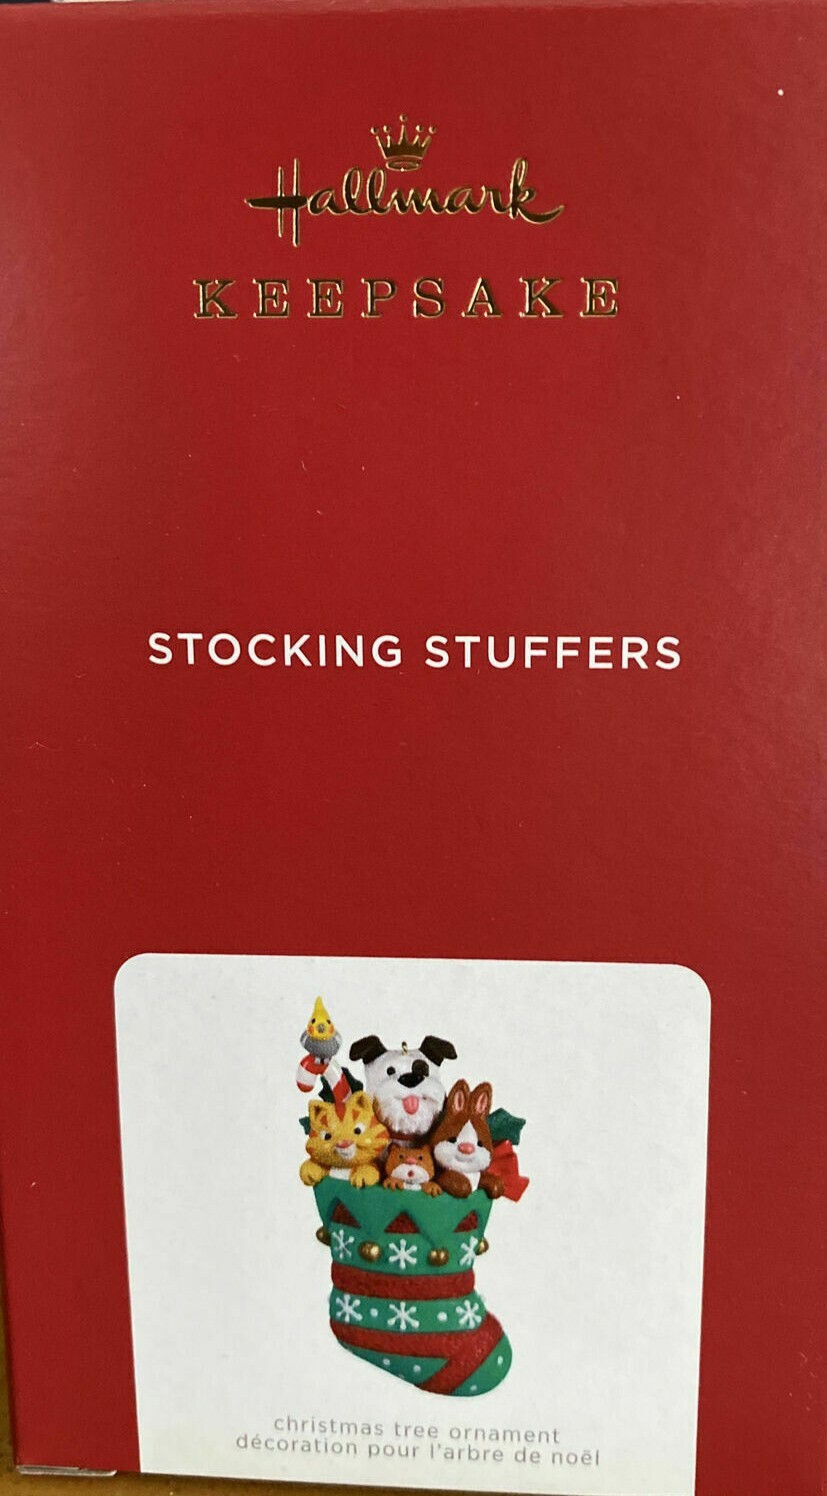 Hallmark
KEEPSAKE
STOCKING STUFFERS
christmas tree ornament
décoration pour l'arbre de noël